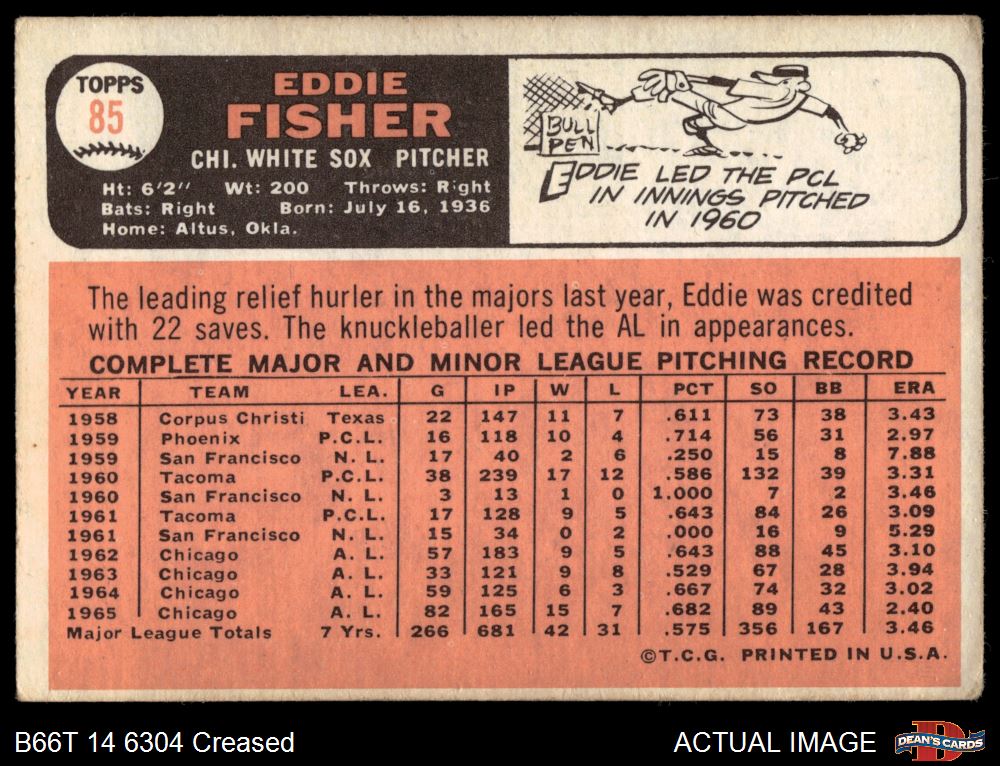 TOPPS
85
EDDIE
FISHER
CHI. WHITE SOX PITCHER
Ht: 6'2" Wt: 200 Throws: Right
Bats: Right Born: July 16, 1936
Home: Altus, Okla.
BULL
PEN
EDDIE LED THE PCL
IN INNINGS PITCHED
IN 1960
The leading relief hurler in the majors last year, Eddie was credited
with 22 saves. The knuckleballer led the AL in appearances.
COMPLETE MAJOR AND MINOR LEAGUE PITCHING RECORD
YEAR TEAM LEA. G IP W L PCT SO BB ERA
1958 Corpus Christi Texas 22 147 11 7 .611 73 38 3.43
1959 Phoenix P.C.L. 16 118 10 4 .714 56 31 2.97
1959 San Francisco N. L. 17 40 2 6 .250 15 8 7.88
1960 Tacoma P.C.L. 38 239 17 12 .586 132 39 3.31
1960 San Francisco N. L. 3 13 1 0 1.000 7 2 3.46
1961 Tacoma P.C.L. 17 128 9 5 .643 84 26 3.09
1961 San Francisco N. L. 15 34 0 2 .000 16 9 5.29
1962 Chicago A. L. 57 183 9 5 .643 88 45 3.10
1963 Chicago A. L. 33 121 9 8 .529 67 28 3.94
1964 Chicago A. L. 59 125 6 3 .667 74 32 3.02
1965 Chicago A. L. 82 165 15 7 .682 89 43 2.40
Major League Totals 7 Yrs. 266 681 42 31 .575 356 167 3.46
©T.C.G. PRINTED IN U.S.A.
B66T 14 6304 Creased
ACTUAL IMAGE
DEAN'S CARDS